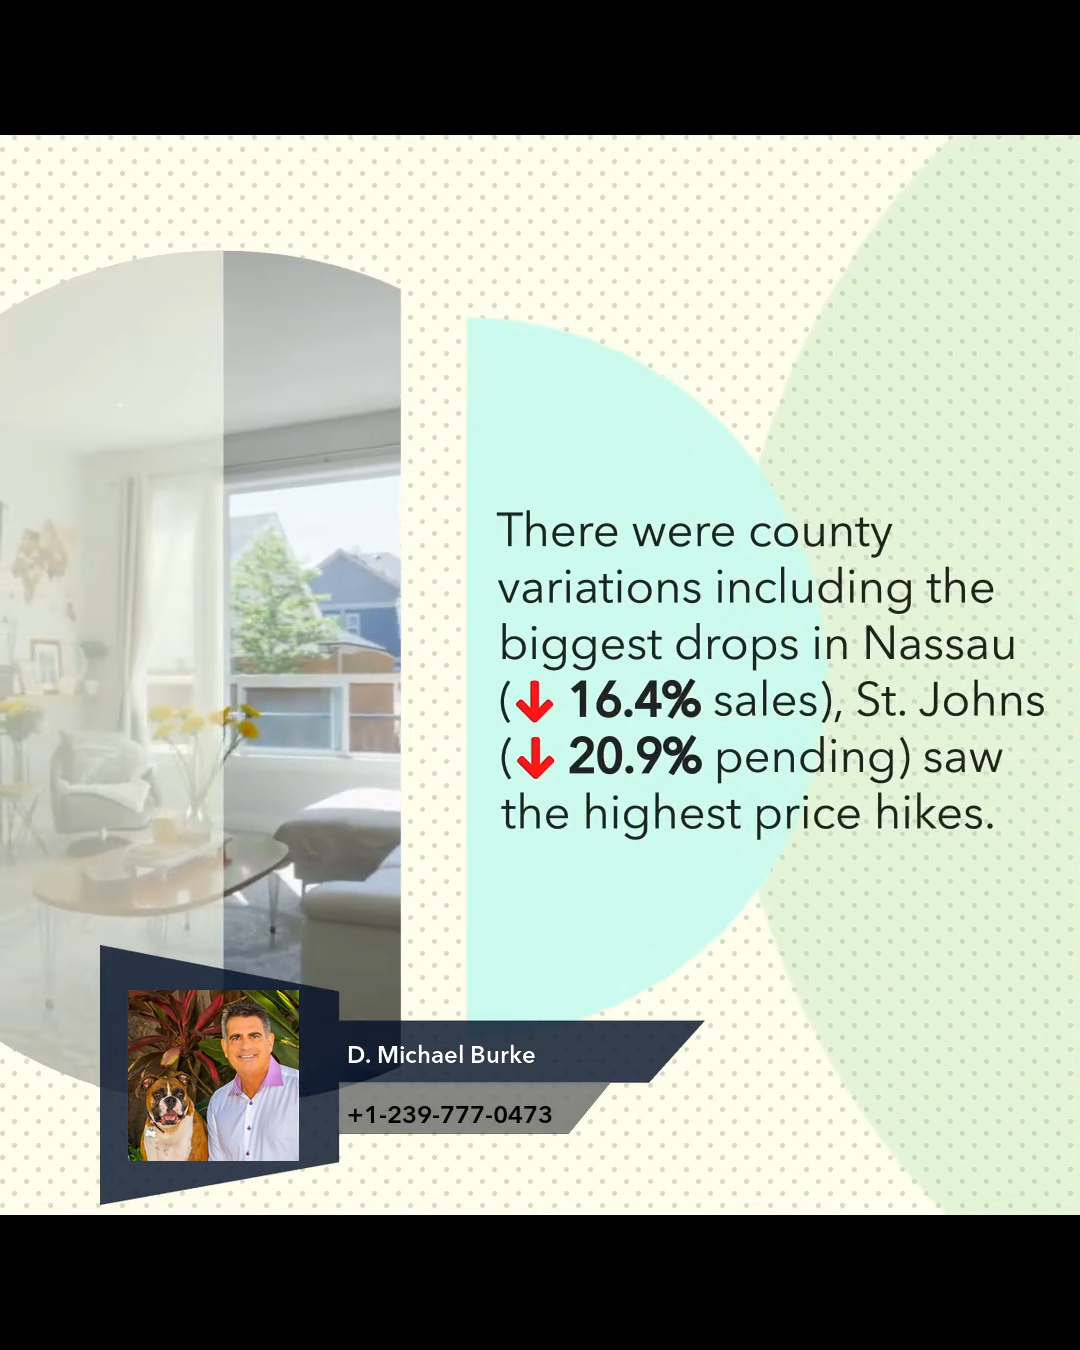 There were county
variations including the
biggest drops in Nassau
(↓ 16.4% sales), St. Johns
(↓ 20.9% pending) saw
the highest price hikes.
D. Michael Burke
+1-239-777-0473